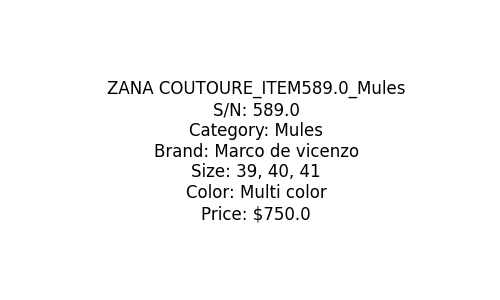 ZANA COUTOURE_ITEM589.0_Mules
S/N: 589.0
Category: Mules
Brand: Marco de vicenzo
Size: 39, 40, 41
Color: Multi color
Price: $750.0